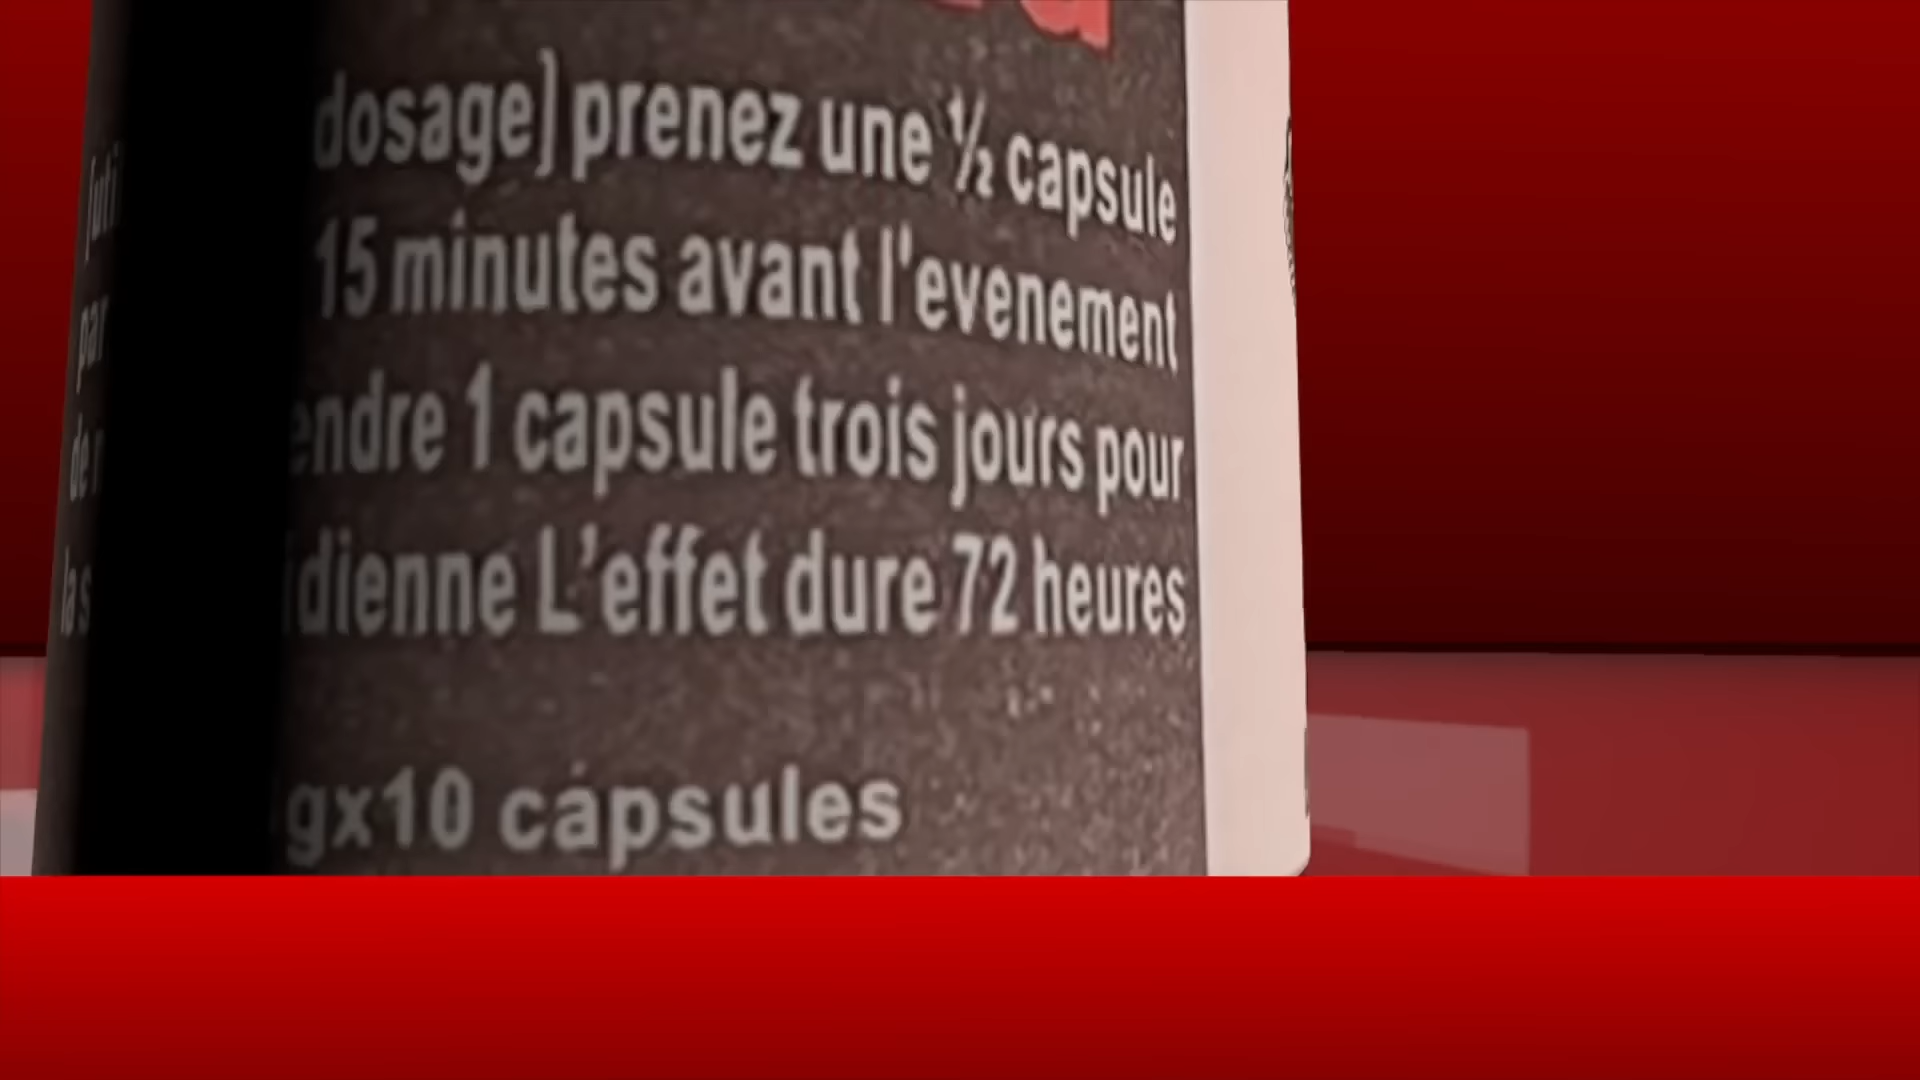 dosage) prenez une ½ capsule
15 minutes avant l'evenement
endre 1 capsule trois jours pour
idienne L'effet dure 72 heures
gx10 capsules